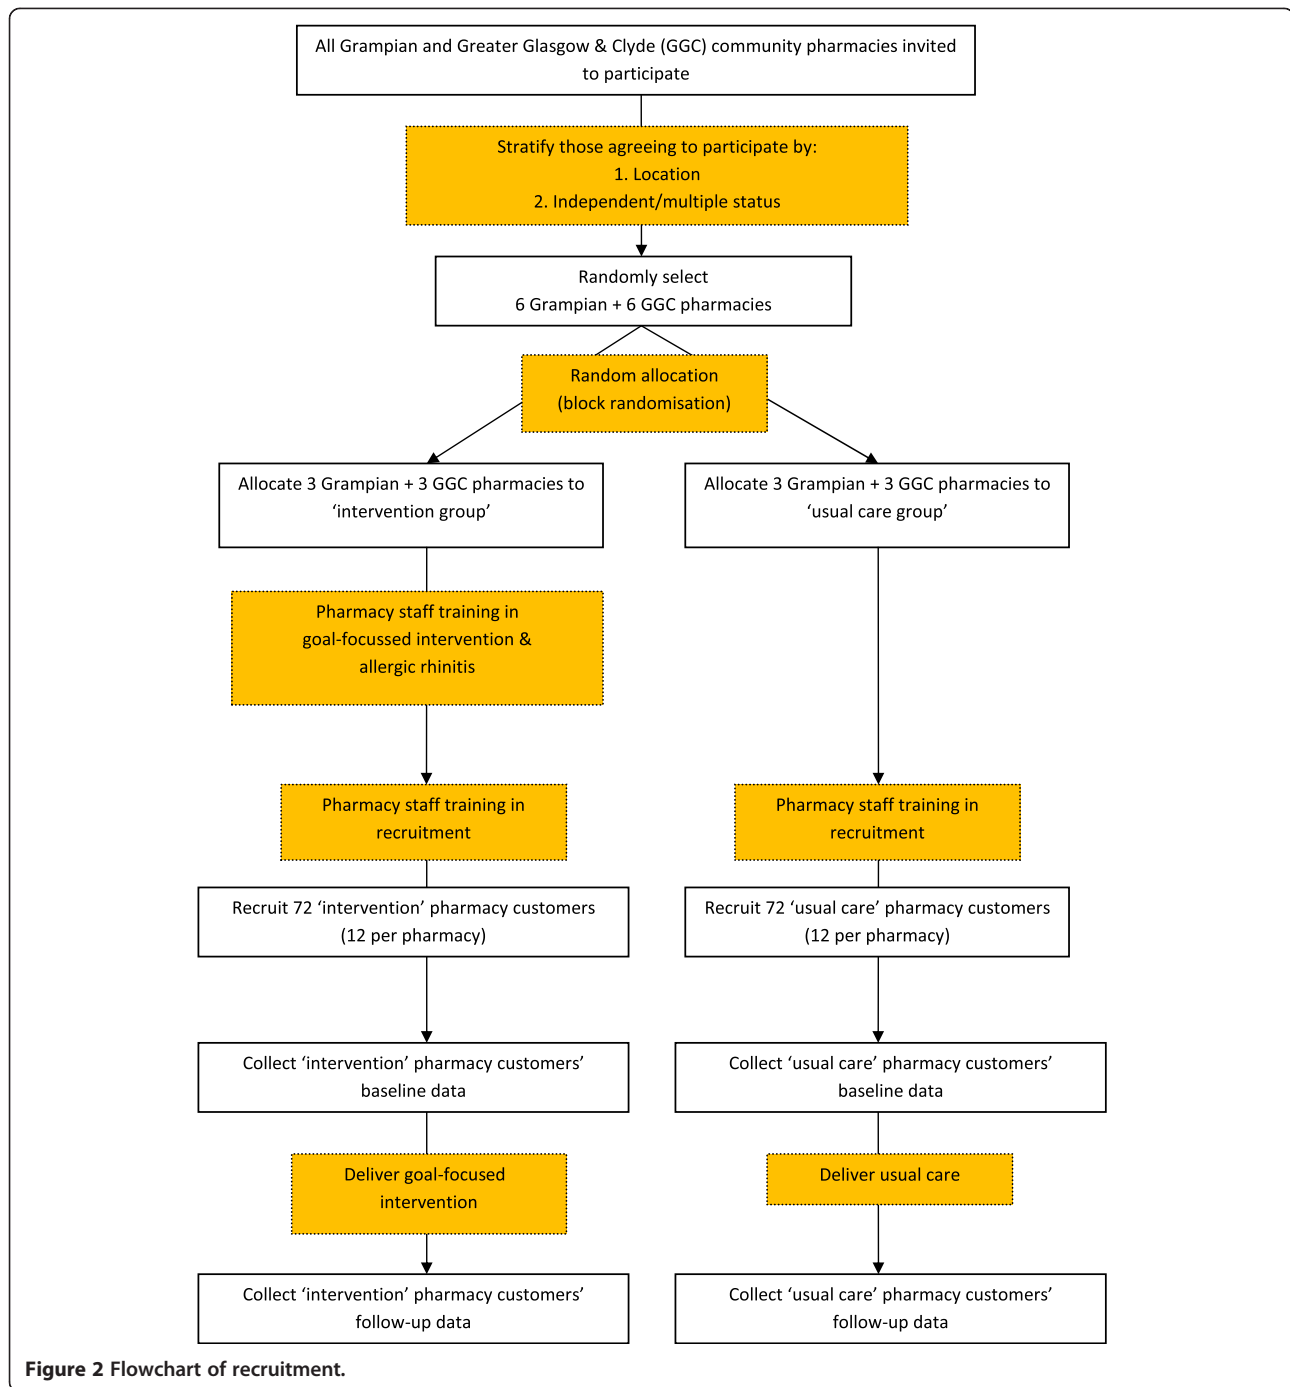 All Grampian and Greater Glasgow & Clyde (GGC) community pharmacies invited
to participate
Stratify those agreeing to participate by:
1. Location
2. Independent/multiple status
Randomly select
6 Grampian + 6 GGC pharmacies
Random allocation
(block randomisation)
Allocate 3 Grampian + 3 GGC pharmacies to
‘intervention group’
Allocate 3 Grampian + 3 GGC pharmacies to
‘usual care group’
Pharmacy staff training in
goal-focussed intervention &
allergic rhinitis
Pharmacy staff training in
recruitment
Pharmacy staff training in
recruitment
Recruit 72 ‘intervention’ pharmacy customers
(12 per pharmacy)
Recruit 72 ‘usual care’ pharmacy customers
(12 per pharmacy)
Collect ‘intervention’ pharmacy customers’
baseline data
Collect ‘usual care’ pharmacy customers’
baseline data
Deliver goal-focused
intervention
Deliver usual care
Collect ‘intervention’ pharmacy customers’
follow-up data
Collect ‘usual care’ pharmacy customers’
follow-up data
Figure 2 Flowchart of recruitment.